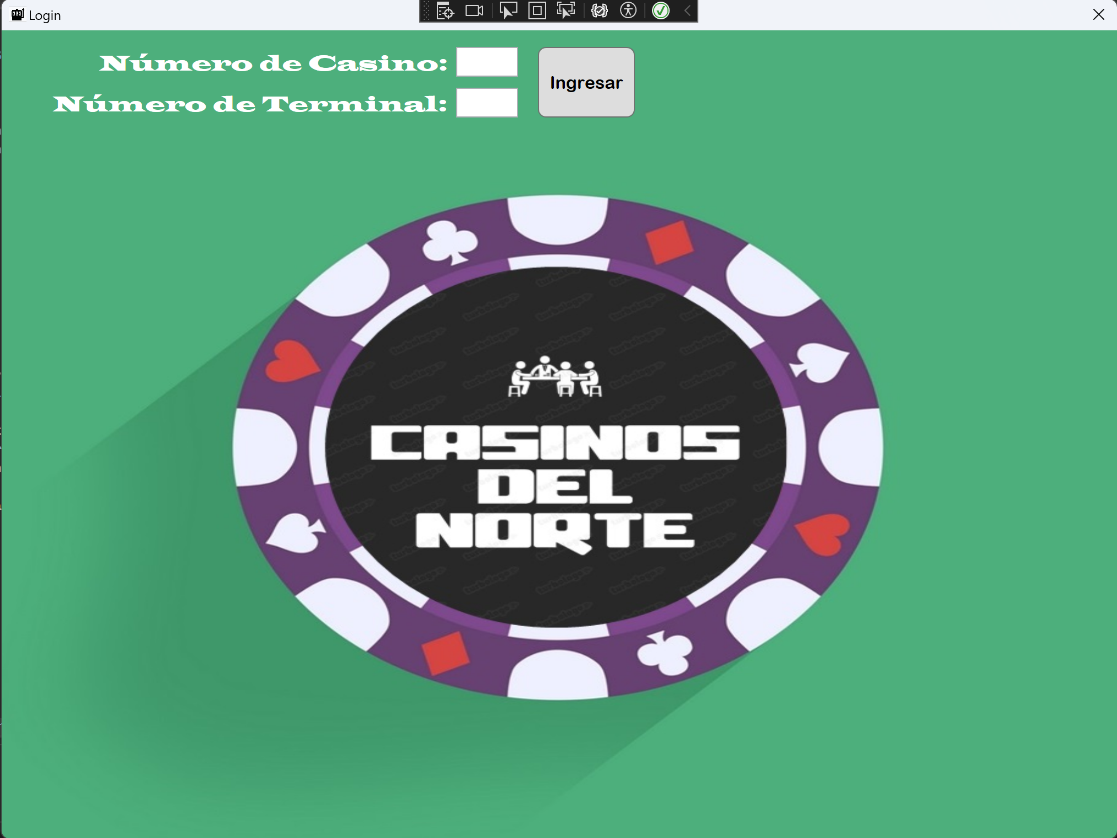 Login
Número de Casino:
Número de Terminal:
Ingresar
CASINOS
DEL
NORTE